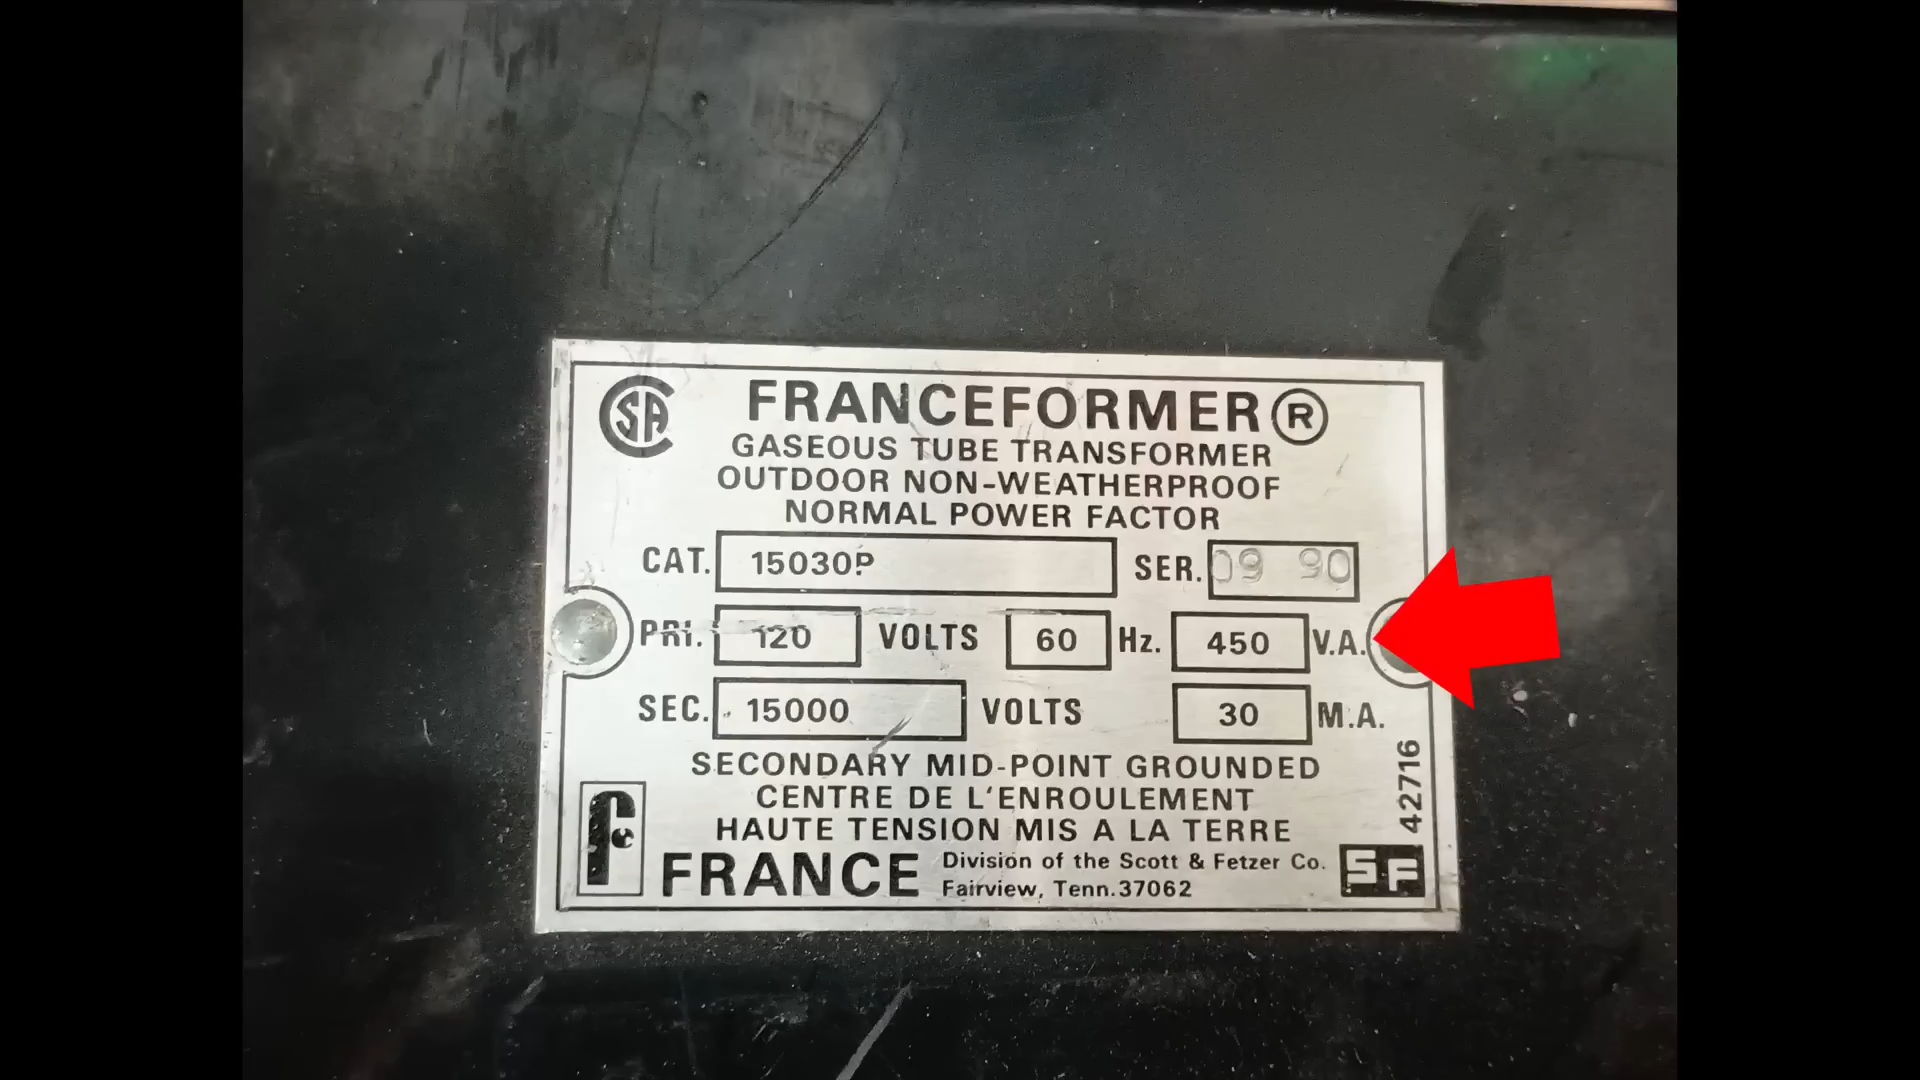 CSA FRANCEFORMER®
GASEOUS TUBE TRANSFORMER
OUTDOOR NON-WEATHERPROOF
NORMAL POWER FACTOR
CAT. 15030P SER. 09 90
PRI. 120 VOLTS 60 Hz. 450 V.A.
SEC. 15000 VOLTS 30 M.A.
SECONDARY MID-POINT GROUNDED
CENTRE DE L'ENROULEMENT
HAUTE TENSION MIS A LA TERRE
42716
FRANCE Division of the Scott & Fetzer Co. SF
Fairview, Tenn.37062